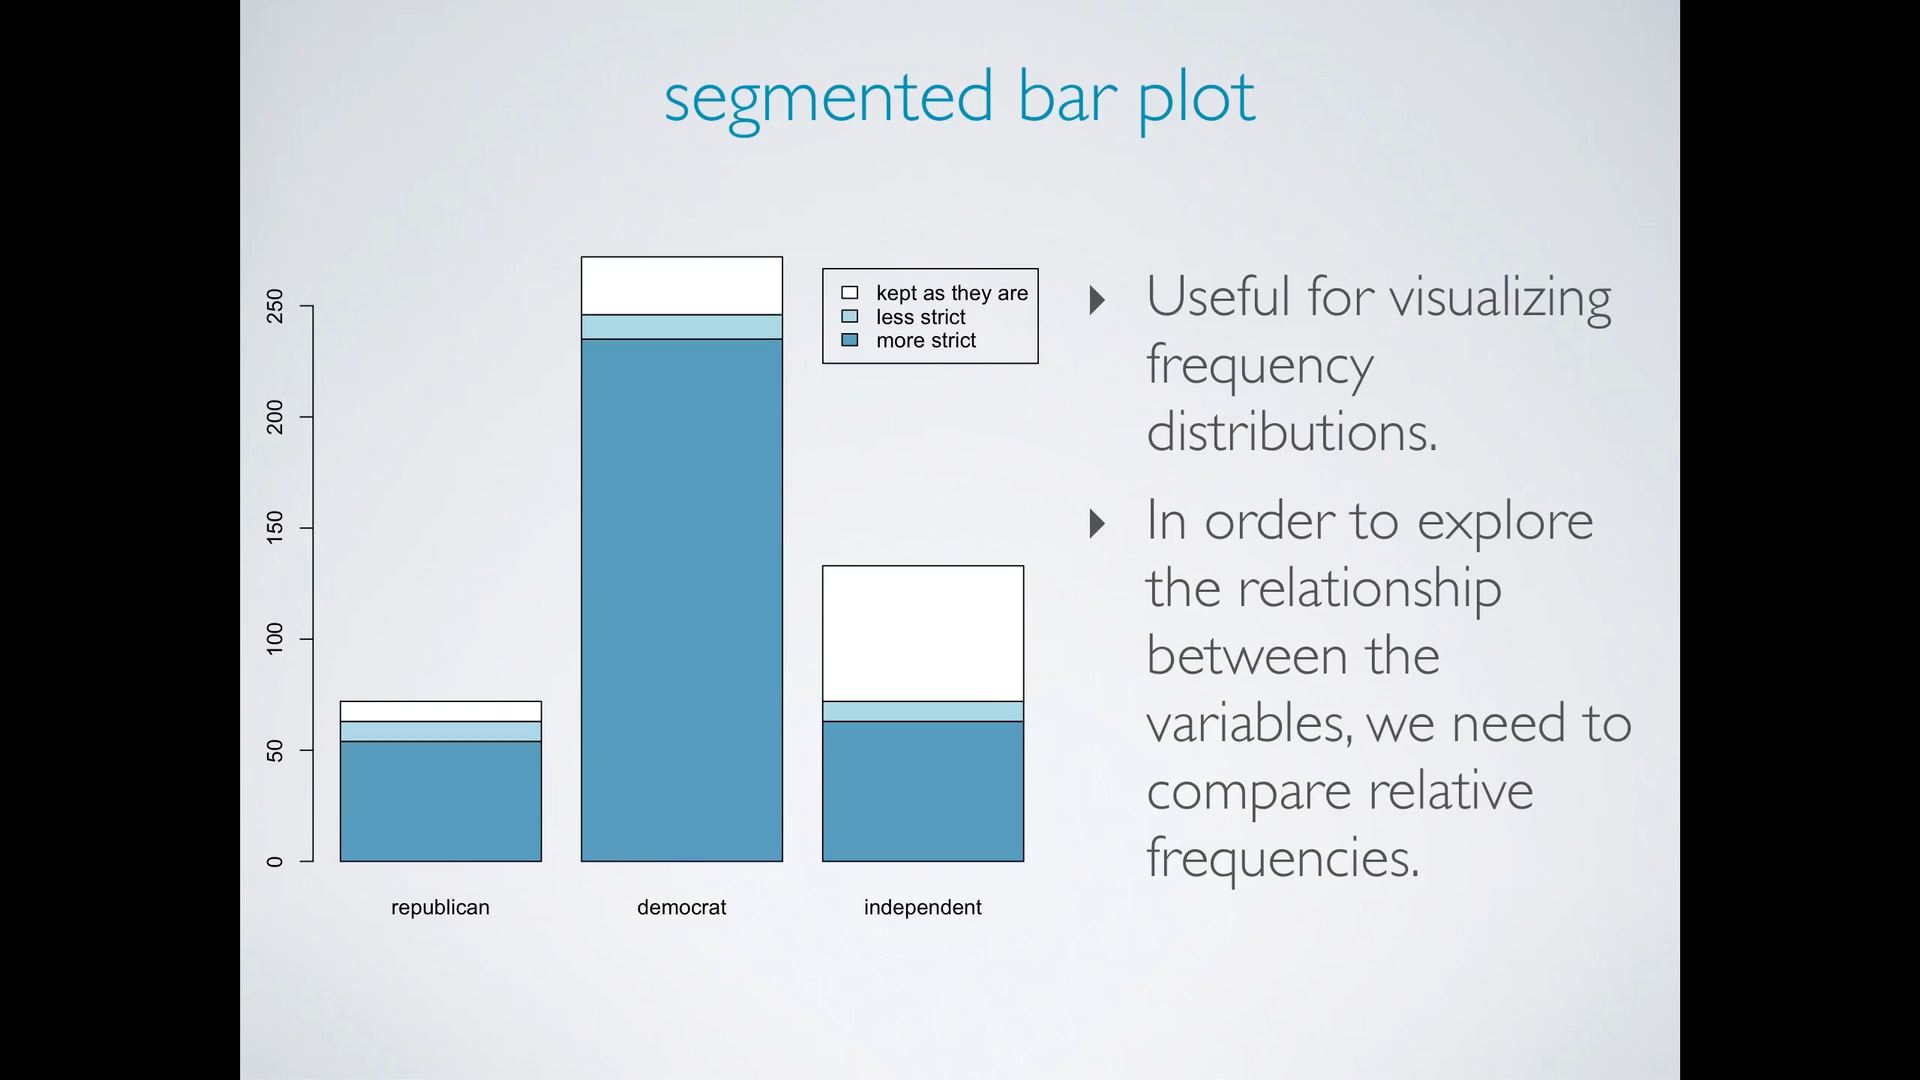 segmented bar plot
250
200
150
100
50
0
republican
democrat
independent
kept as they are
less strict
more strict
Useful for visualizing
frequency
distributions.
In order to explore
the relationship
between the
variables, we need to
compare relative
frequencies.